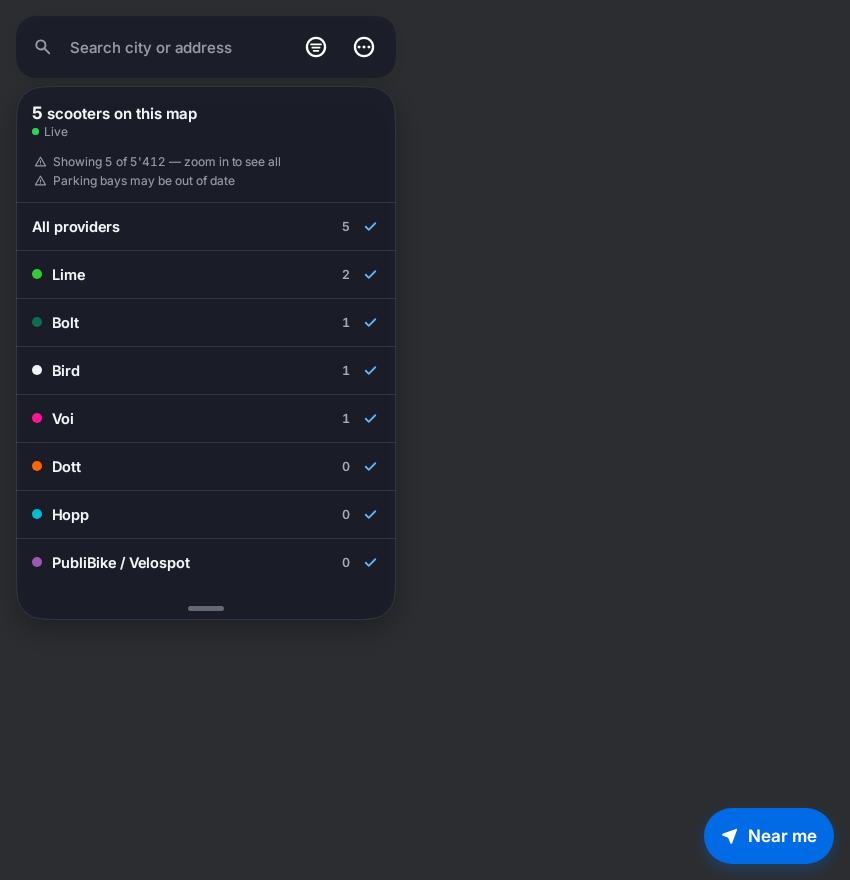 Search city or address
5 scooters on this map
Live
Showing 5 of 5'412 — zoom in to see all
Parking bays may be out of date
All providers 5
Lime 2
Bolt 1
Bird 1
Voi 1
Dott 0
Hopp 0
PubliBike / Velospot 0
Near me